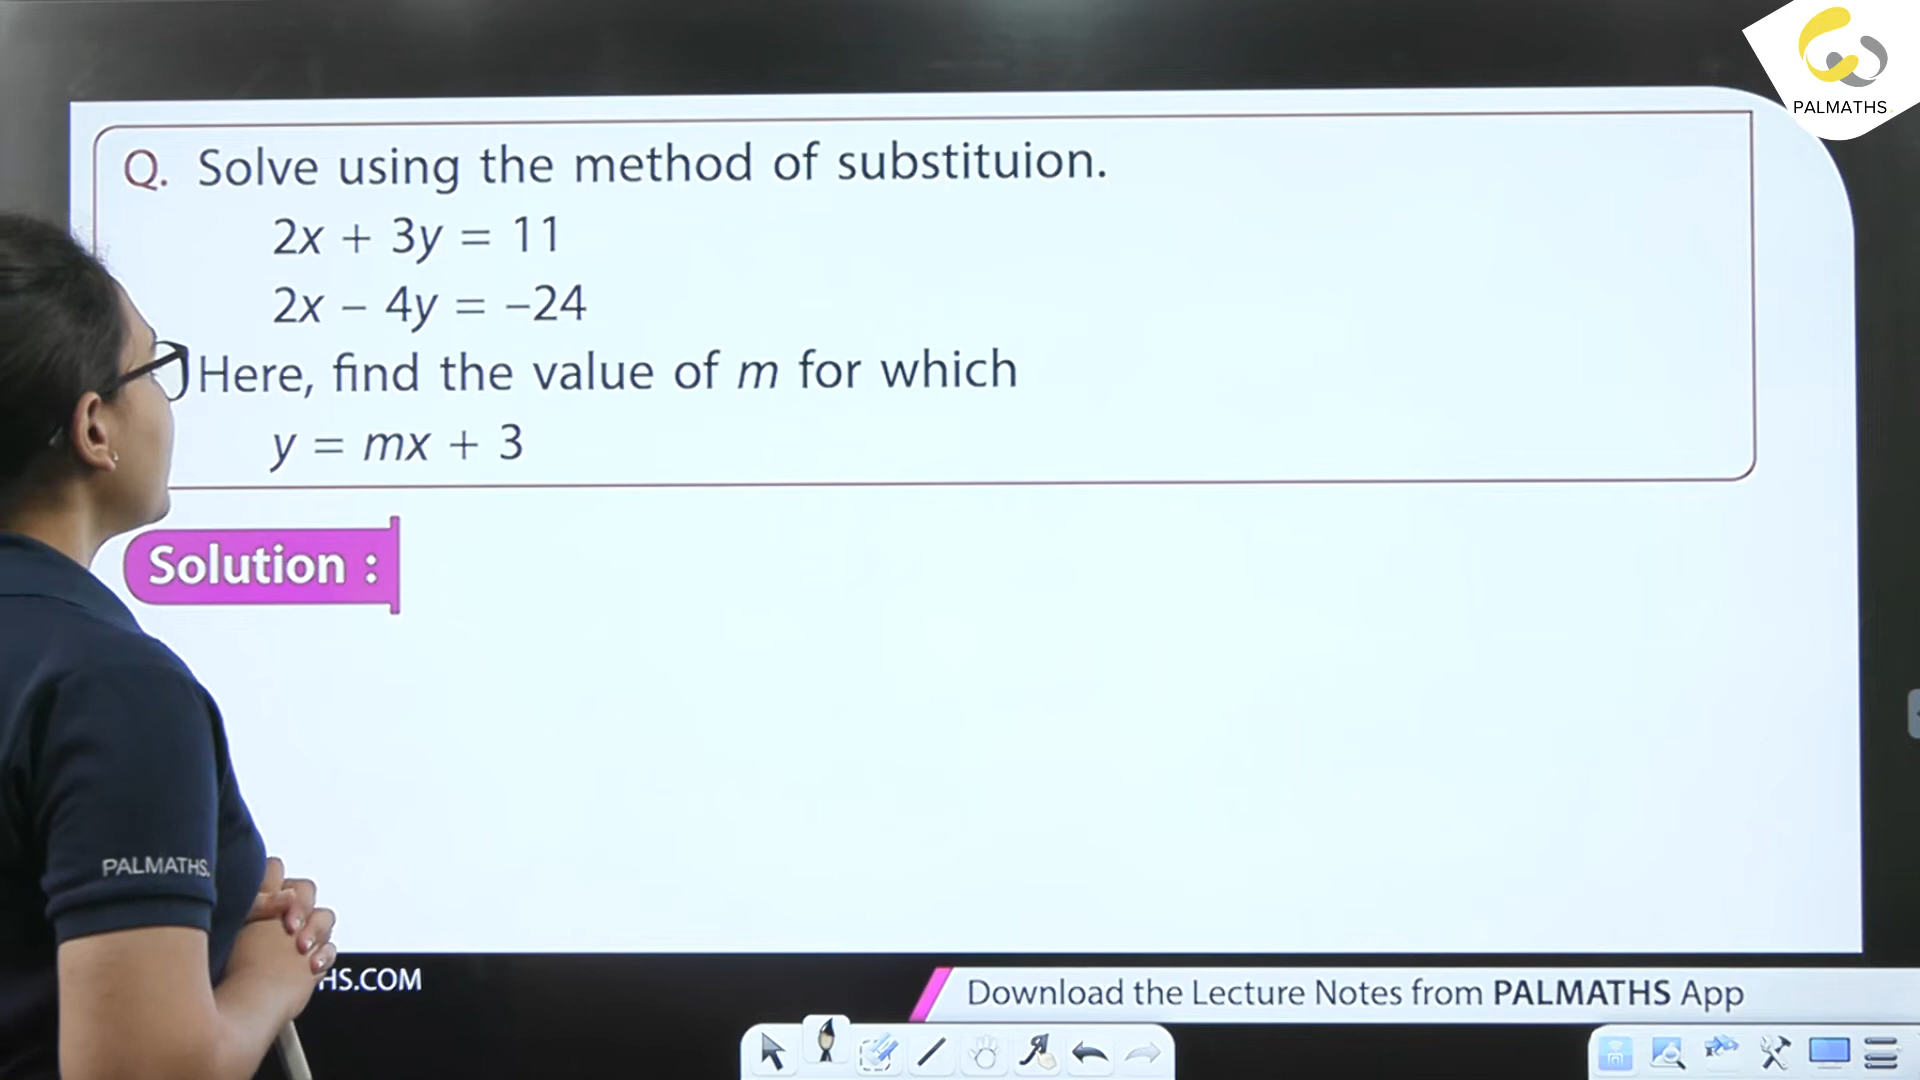 PALMATHS.
Q. Solve using the method of substituion.
2x + 3y = 11
2x – 4y = –24
Here, find the value of m for which
y = mx + 3
Solution :
PALMATHS.
HS.COM
Download the Lecture Notes from PALMATHS App